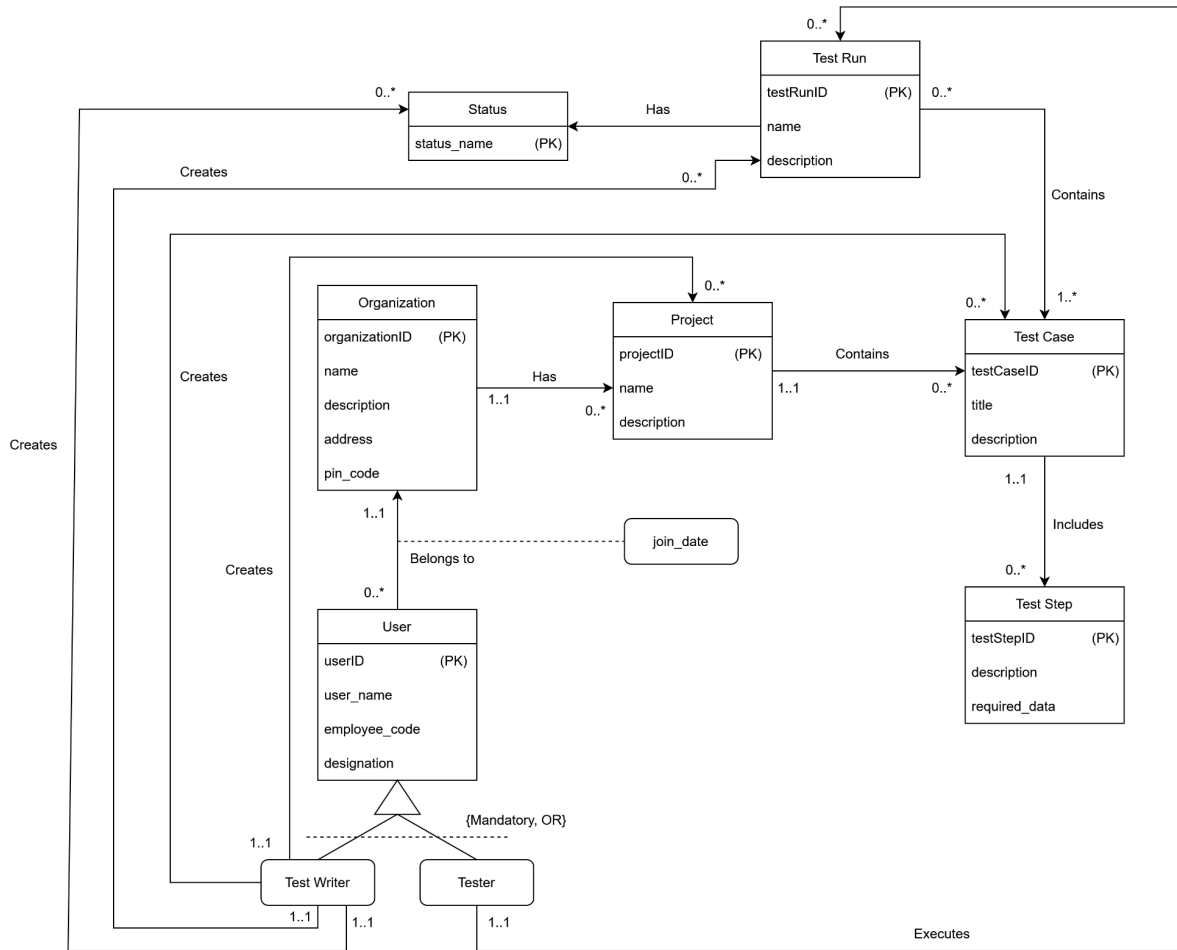 0..*
Test Run
testRunID (PK)
name
description
0..*
0..*
Status
status_name (PK)
Has
Creates
0..*
Contains
Creates
0..*
0..*
1..*
Organization
organizationID (PK)
name
description
address
pin_code
Has
1..1
0..*
Project
projectID (PK)
name
description
Contains
1..1
0..*
Test Case
testCaseID (PK)
title
description
1..1
Includes
0..*
Creates
1..1
join_date
Belongs to
Creates
0..*
User
userID (PK)
user_name
employee_code
designation
Test Step
testStepID (PK)
description
required_data
{Mandatory, OR}
1..1
Test Writer
Tester
1..1
1..1
1..1
Executes